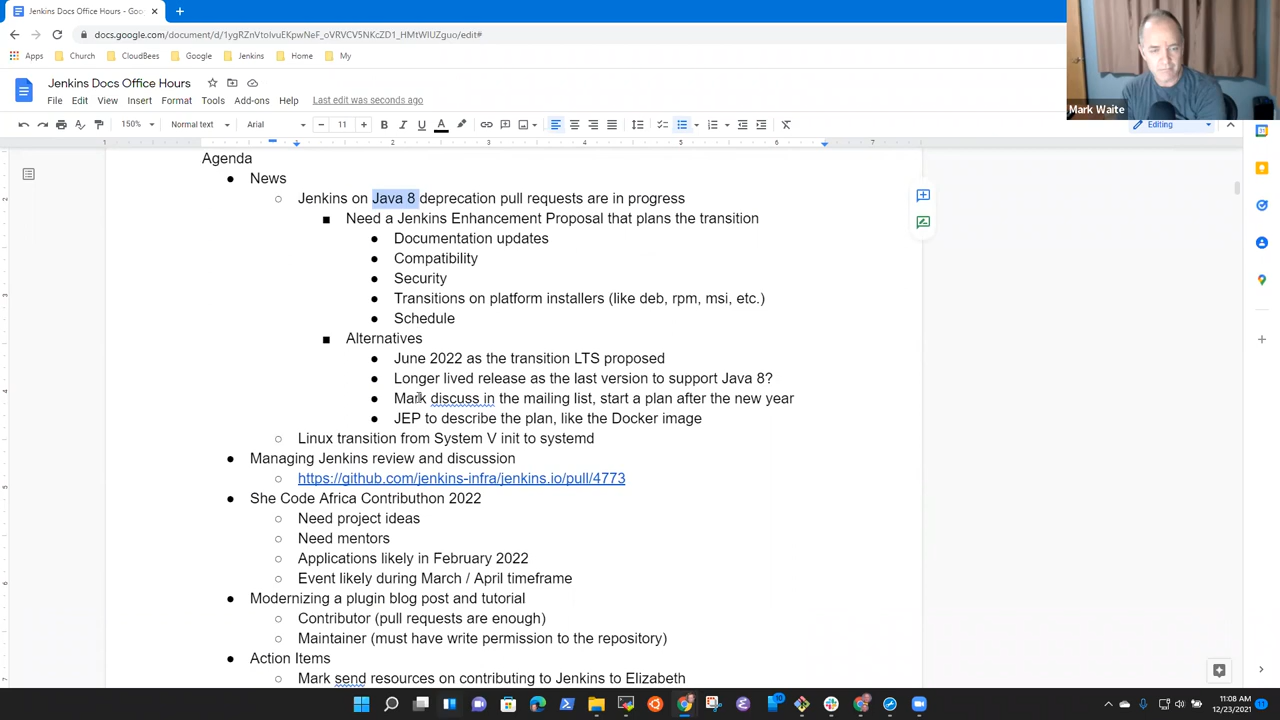 Jenkins Docs Office Hours - Goo
docs.google.com/document/d/1ygRZnVtoIvuEKpwNeF_oVRVCV5NKcZD1_HMtWIUZguo/edit#
Apps Church CloudBees Google Jenkins Home My
Mark Waite
Jenkins Docs Office Hours
File Edit View Insert Format Tools Add-ons Help Last edit was seconds ago
150% Normal text Arial 11 Editing
1 1 2 3 4 5 6 7
Agenda
News
Jenkins on Java 8 deprecation pull requests are in progress
Need a Jenkins Enhancement Proposal that plans the transition
Documentation updates
Compatibility
Security
Transitions on platform installers (like deb, rpm, msi, etc.)
Schedule
Alternatives
June 2022 as the transition LTS proposed
Longer lived release as the last version to support Java 8?
Mark discuss in the mailing list, start a plan after the new year
JEP to describe the plan, like the Docker image
Linux transition from System V init to systemd
Managing Jenkins review and discussion
https://github.com/jenkins-infra/jenkins.io/pull/4773
She Code Africa Contributhon 2022
Need project ideas
Need mentors
Applications likely in February 2022
Event likely during March / April timeframe
Modernizing a plugin blog post and tutorial
Contributor (pull requests are enough)
Maintainer (must have write permission to the repository)
Action Items
Mark send resources on contributing to Jenkins to Elizabeth
11:08 AM
12/23/2021